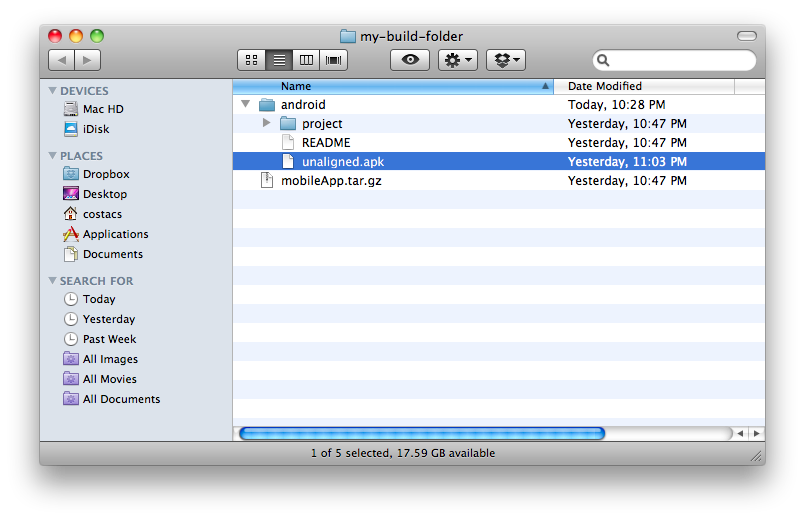 my-build-folder
DEVICES
Mac HD
iDisk
PLACES
Dropbox
Desktop
costacs
Applications
Documents
SEARCH FOR
Today
Yesterday
Past Week
All Images
All Movies
All Documents
Name Date Modified
android Today, 10:28 PM
project Yesterday, 10:47 PM
README Yesterday, 10:47 PM
unaligned.apk Yesterday, 11:03 PM
mobileApp.tar.gz Yesterday, 10:47 PM
1 of 5 selected, 17.59 GB available